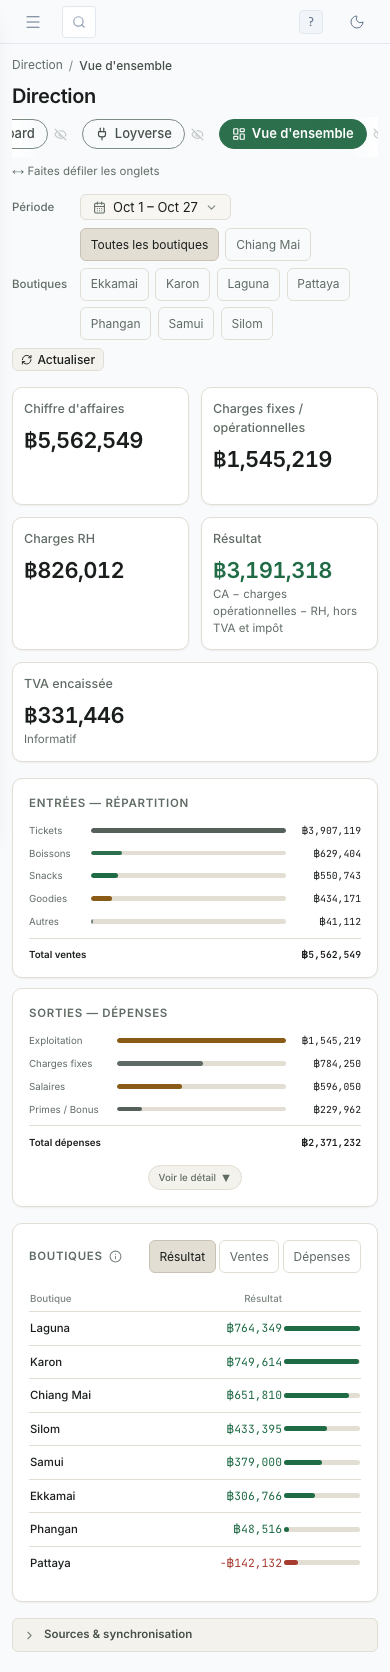 ?
Direction / Vue d'ensemble
Direction
oard Loyverse Vue d'ensemble
↔ Faites défiler les onglets
Période Oct 1 – Oct 27
Toutes les boutiques Chiang Mai
Boutiques Ekkamai Karon Laguna Pattaya
Phangan Samui Silom
Actualiser
Chiffre d'affaires
฿5,562,549
Charges fixes /
opérationnelles
฿1,545,219
Charges RH
฿826,012
Résultat
฿3,191,318
CA − charges
opérationnelles − RH, hors
TVA et impôt
TVA encaissée
฿331,446
Informatif
ENTRÉES — RÉPARTITION
Tickets ฿3,907,119
Boissons ฿629,404
Snacks ฿550,743
Goodies ฿434,171
Autres ฿41,112
Total ventes ฿5,562,549
SORTIES — DÉPENSES
Exploitation ฿1,545,219
Charges fixes ฿784,250
Salaires ฿596,050
Primes / Bonus ฿229,962
Total dépenses ฿2,371,232
Voir le détail ▼
BOUTIQUES Résultat Ventes Dépenses
Boutique Résultat
Laguna ฿764,349
Karon ฿749,614
Chiang Mai ฿651,810
Silom ฿433,395
Samui ฿379,000
Ekkamai ฿306,766
Phangan ฿48,516
Pattaya -฿142,132
Sources & synchronisation